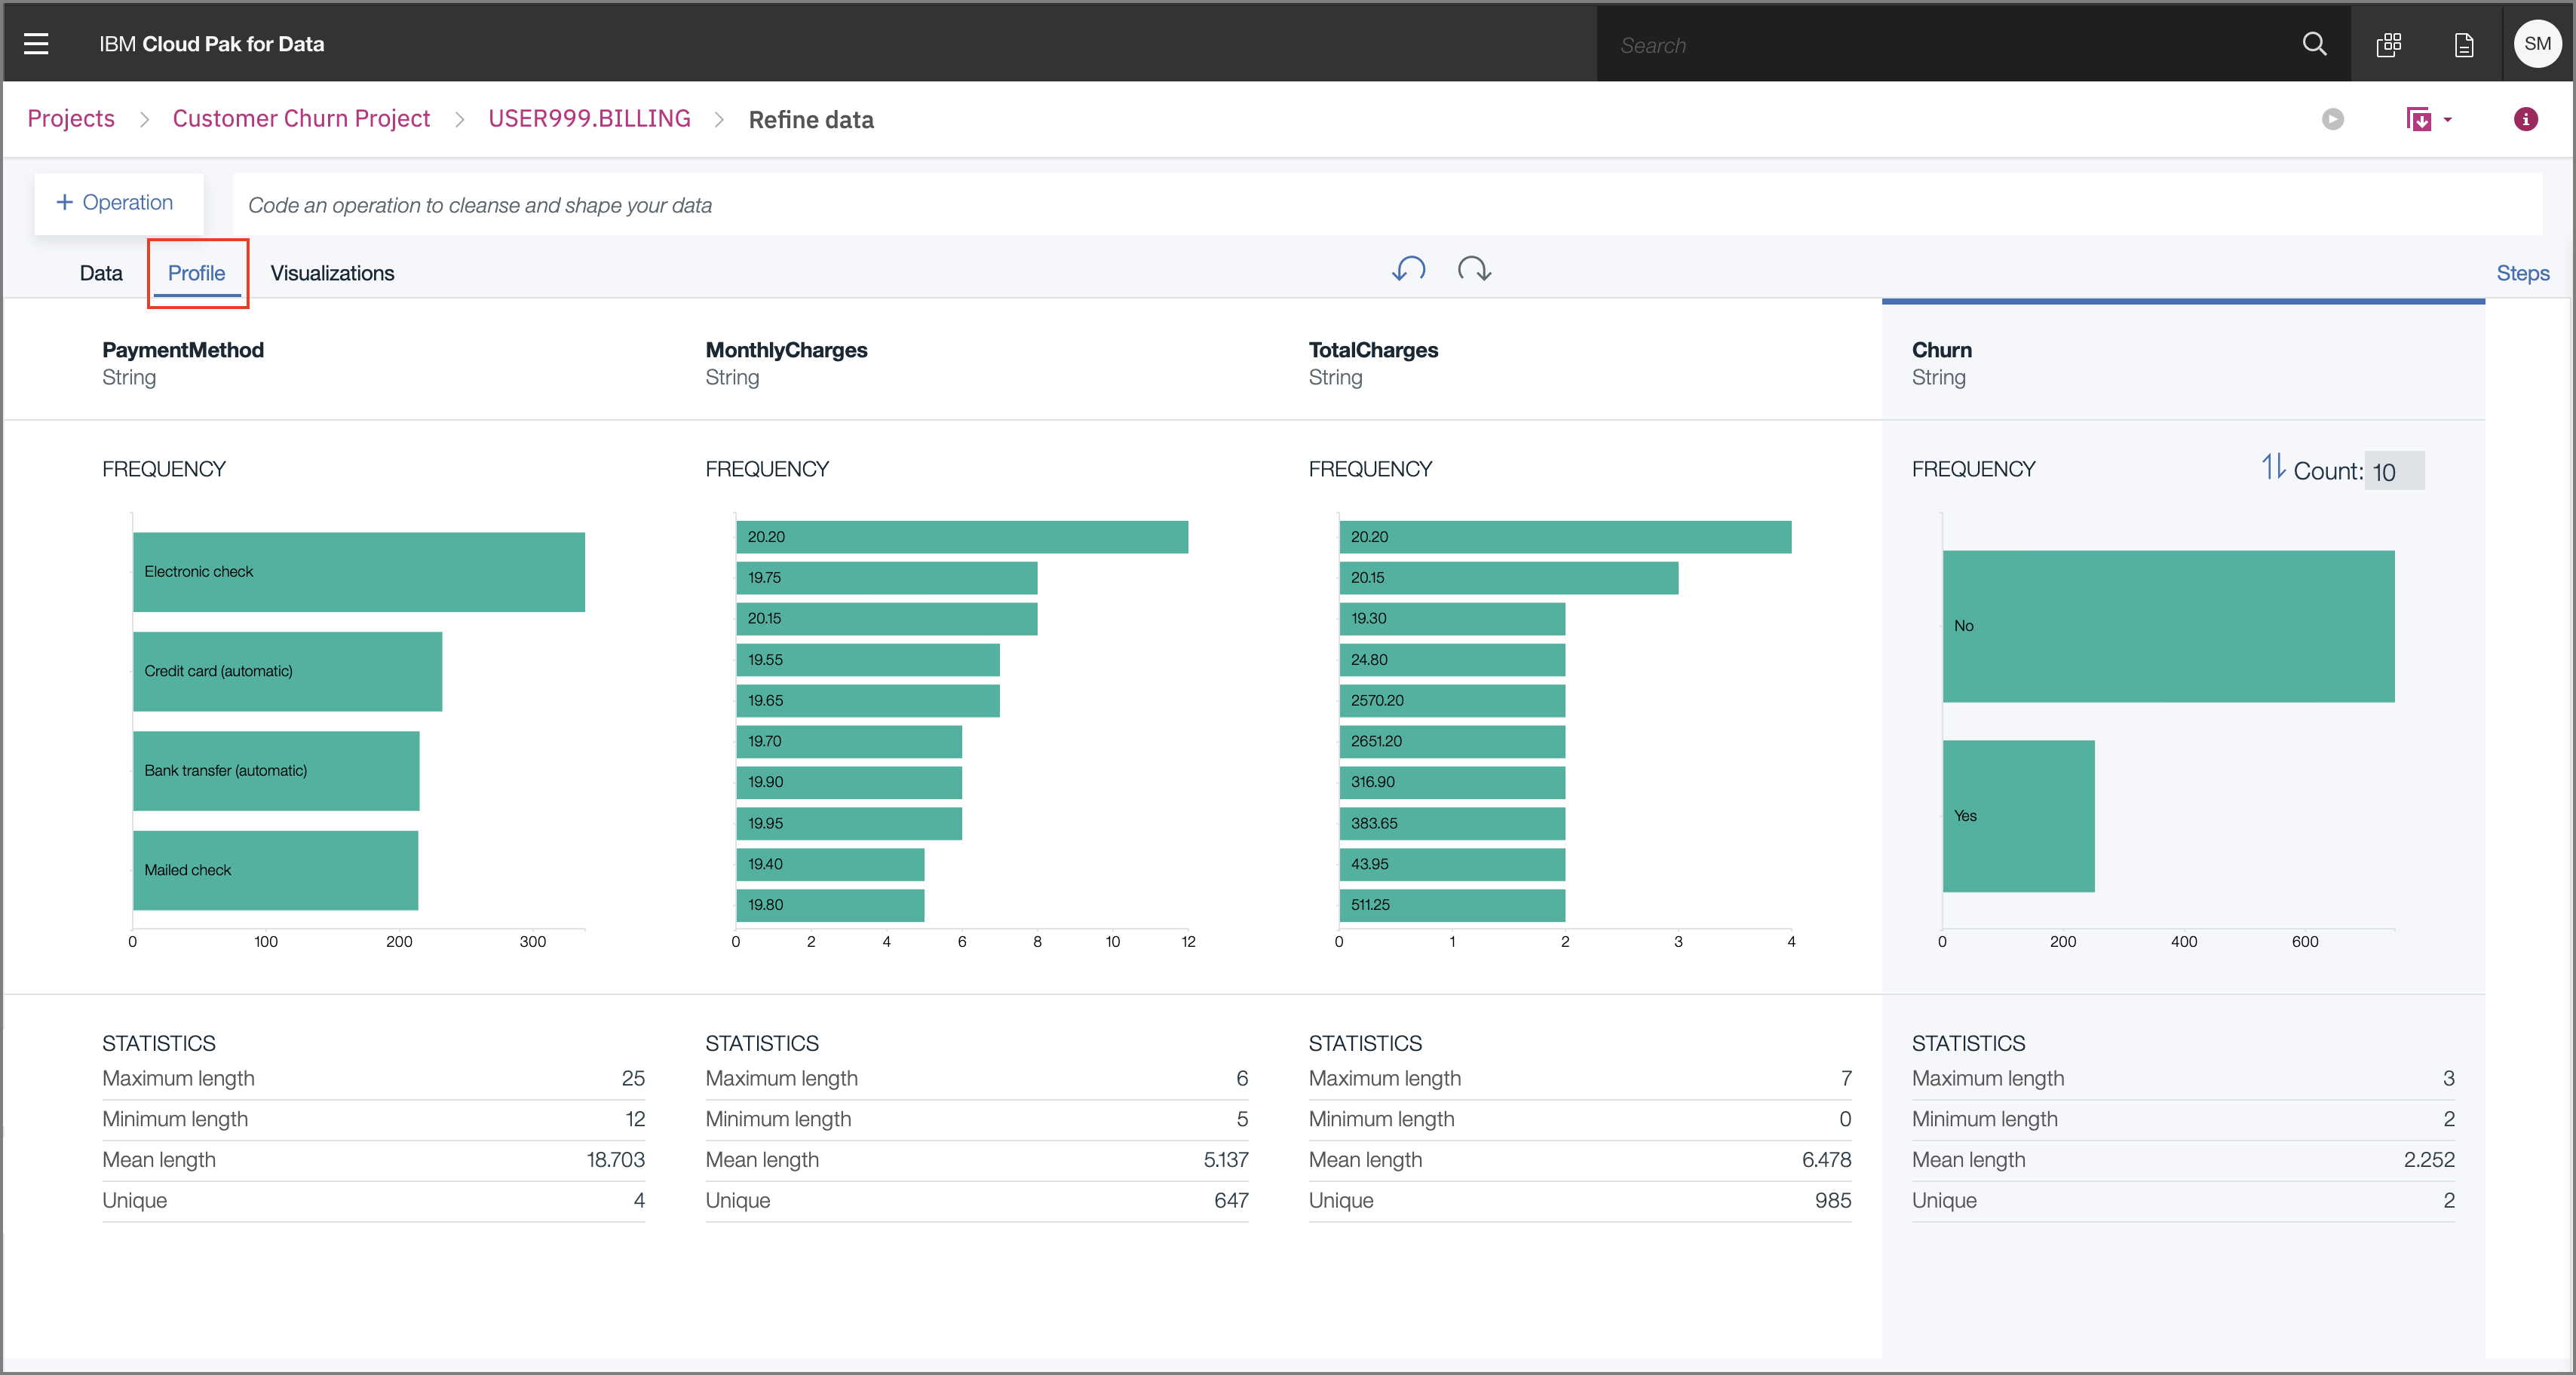 IBM Cloud Pak for Data
Search
SM
Projects > Customer Churn Project > USER999.BILLING > Refine data
+ Operation
Code an operation to cleanse and shape your data
Data Profile Visualizations
Steps
PaymentMethod
String
FREQUENCY
Electronic check
Credit card (automatic)
Bank transfer (automatic)
Mailed check
0 100 200 300
STATISTICS
Maximum length 25
Minimum length 12
Mean length 18.703
Unique 4
MonthlyCharges
String
FREQUENCY
20.20
19.75
20.15
19.55
19.65
19.70
19.90
19.95
19.40
19.80
0 2 4 6 8 10 12
STATISTICS
Maximum length 6
Minimum length 5
Mean length 5.137
Unique 647
TotalCharges
String
FREQUENCY
20.20
20.15
19.30
24.80
2570.20
2651.20
316.90
383.65
43.95
511.25
0 1 2 3 4
STATISTICS
Maximum length 7
Minimum length 0
Mean length 6.478
Unique 985
Churn
String
FREQUENCY
Count: 10
No
Yes
0 200 400 600
STATISTICS
Maximum length 3
Minimum length 2
Mean length 2.252
Unique 2